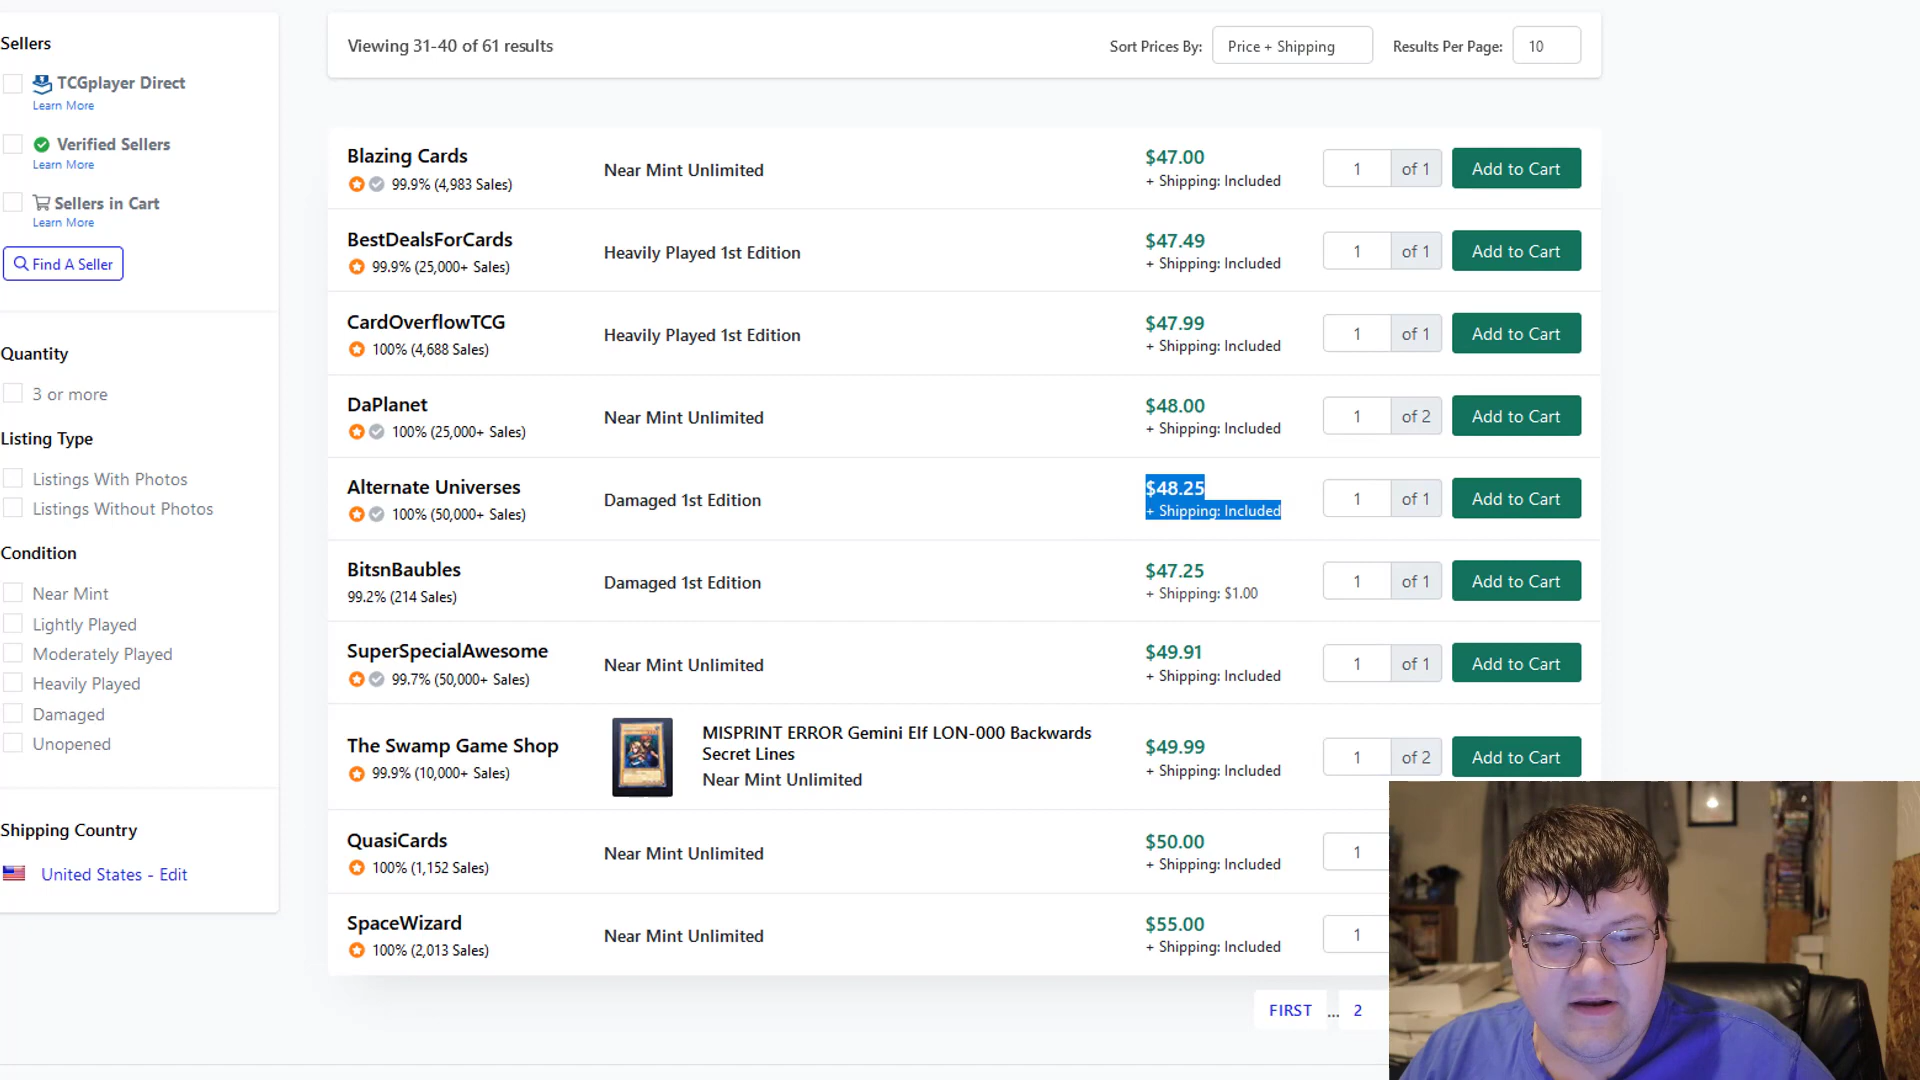 Sellers
TCGplayer Direct
Learn More
Verified Sellers
Learn More
Sellers in Cart
Learn More
Find A Seller
Quantity
3 or more
Listing Type
Listings With Photos
Listings Without Photos
Condition
Near Mint
Lightly Played
Moderately Played
Heavily Played
Damaged
Unopened
Shipping Country
United States - Edit
Viewing 31-40 of 61 results
Sort Prices By: Price + Shipping Results Per Page: 10
Blazing Cards
99.9% (4,983 Sales)
Near Mint Unlimited
$47.00
+ Shipping: Included
1 of 1 Add to Cart
BestDealsForCards
99.9% (25,000+ Sales)
Heavily Played 1st Edition
$47.49
+ Shipping: Included
1 of 1 Add to Cart
CardOverflowTCG
100% (4,688 Sales)
Heavily Played 1st Edition
$47.99
+ Shipping: Included
1 of 1 Add to Cart
DaPlanet
100% (25,000+ Sales)
Near Mint Unlimited
$48.00
+ Shipping: Included
1 of 2 Add to Cart
Alternate Universes
100% (50,000+ Sales)
Damaged 1st Edition
$48.25
+ Shipping: Included
1 of 1 Add to Cart
BitsnBaubles
99.2% (214 Sales)
Damaged 1st Edition
$47.25
+ Shipping: $1.00
1 of 1 Add to Cart
SuperSpecialAwesome
99.7% (50,000+ Sales)
Near Mint Unlimited
$49.91
+ Shipping: Included
1 of 1 Add to Cart
The Swamp Game Shop
99.9% (10,000+ Sales)
MISPRINT ERROR Gemini Elf LON-000 Backwards
Secret Lines
Near Mint Unlimited
$49.99
+ Shipping: Included
1 of 2 Add to Cart
QuasiCards
100% (1,152 Sales)
Near Mint Unlimited
$50.00
+ Shipping: Included
1
SpaceWizard
100% (2,013 Sales)
Near Mint Unlimited
$55.00
+ Shipping: Included
1
FIRST ... 2